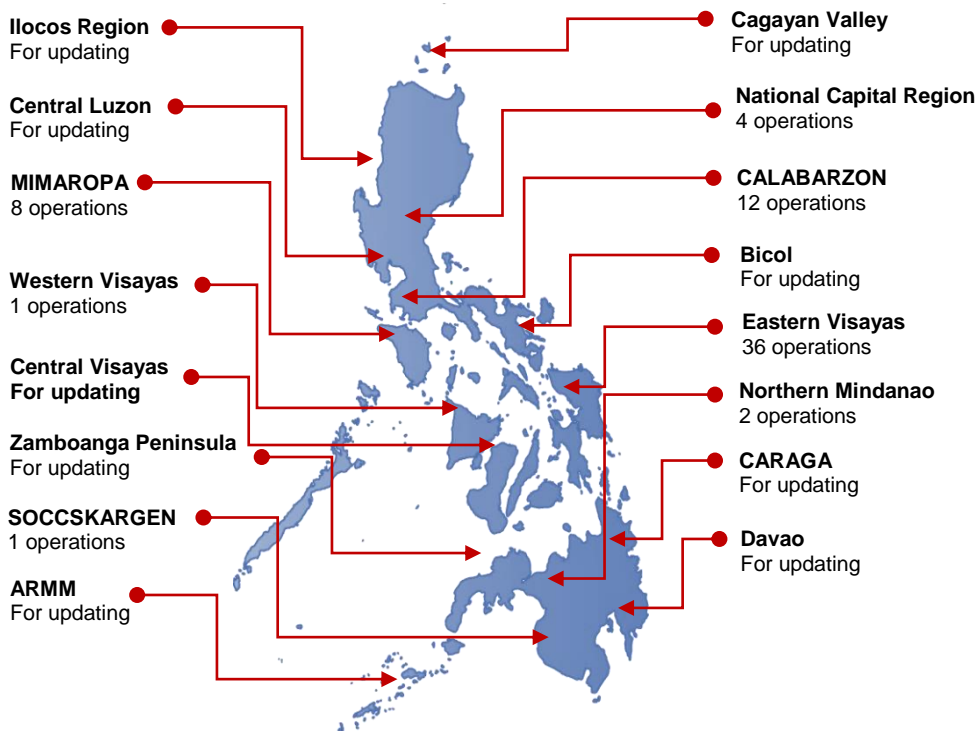 Ilocos Region
For updating
Central Luzon
For updating
MIMAROPA
8 operations
Western Visayas
1 operations
Central Visayas
For updating
Zamboanga Peninsula
For updating
SOCCSKARGEN
1 operations
ARMM
For updating
Cagayan Valley
For updating
National Capital Region
4 operations
CALABARZON
12 operations
Bicol
For updating
Eastern Visayas
36 operations
Northern Mindanao
2 operations
CARAGA
For updating
Davao
For updating